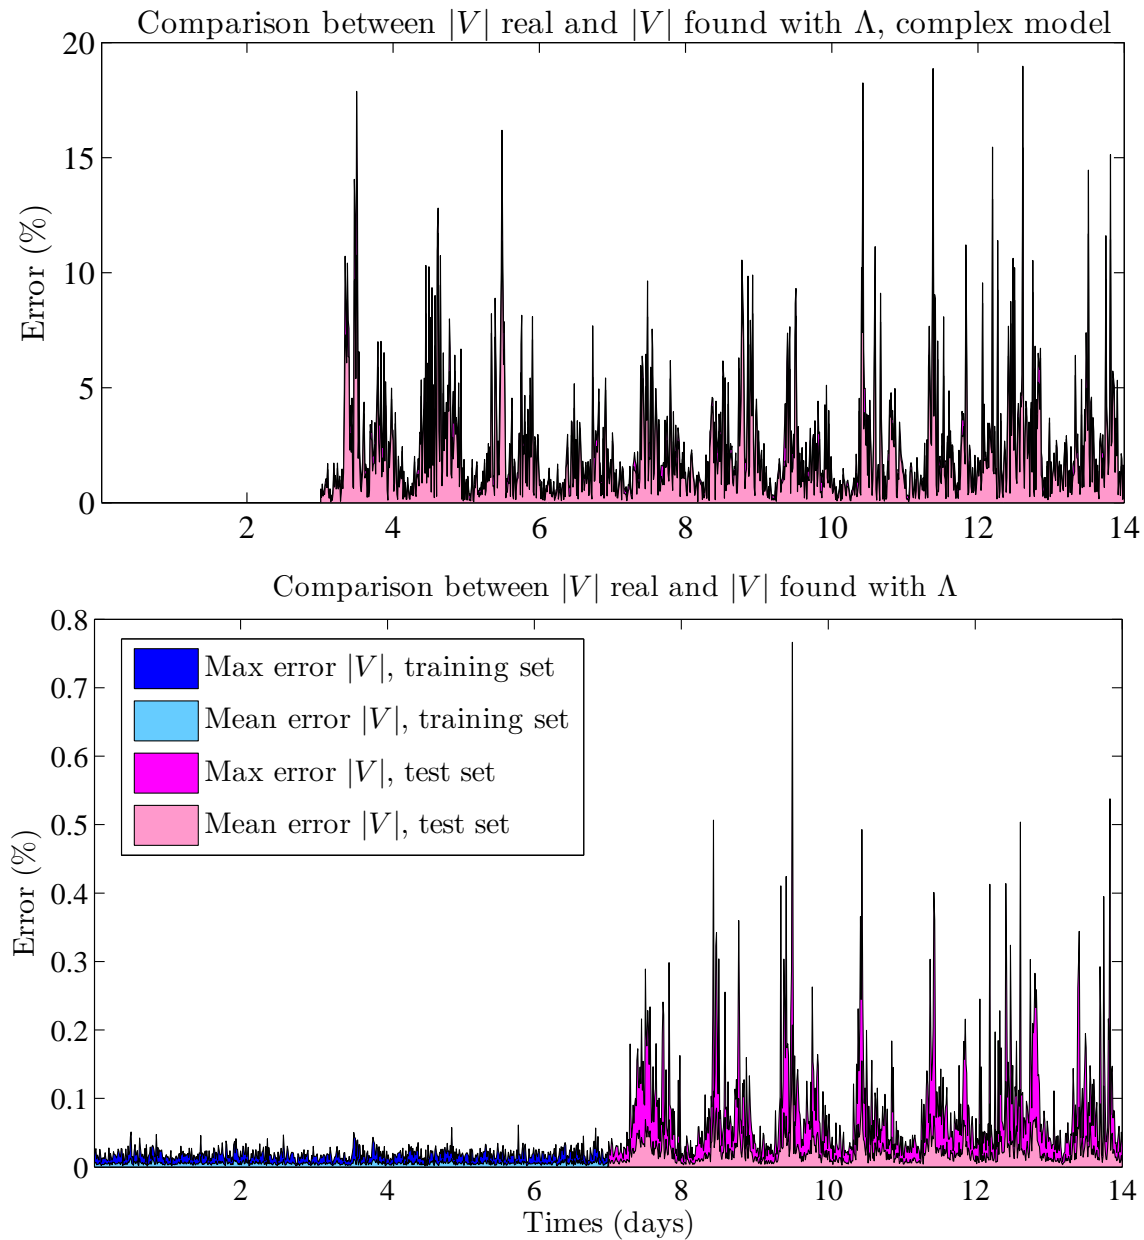 Comparison between |V| real and |V| found with Λ, complex model
20
15
10
5
0
Error (%)
2 4 6 8 10 12 14
Comparison between |V| real and |V| found with Λ
0.8
0.7
0.6
0.5
0.4
0.3
0.2
0.1
0
Error (%)
Max error |V|, training set
Mean error |V|, training set
Max error |V|, test set
Mean error |V|, test set
2 4 6 8 10 12 14
Times (days)